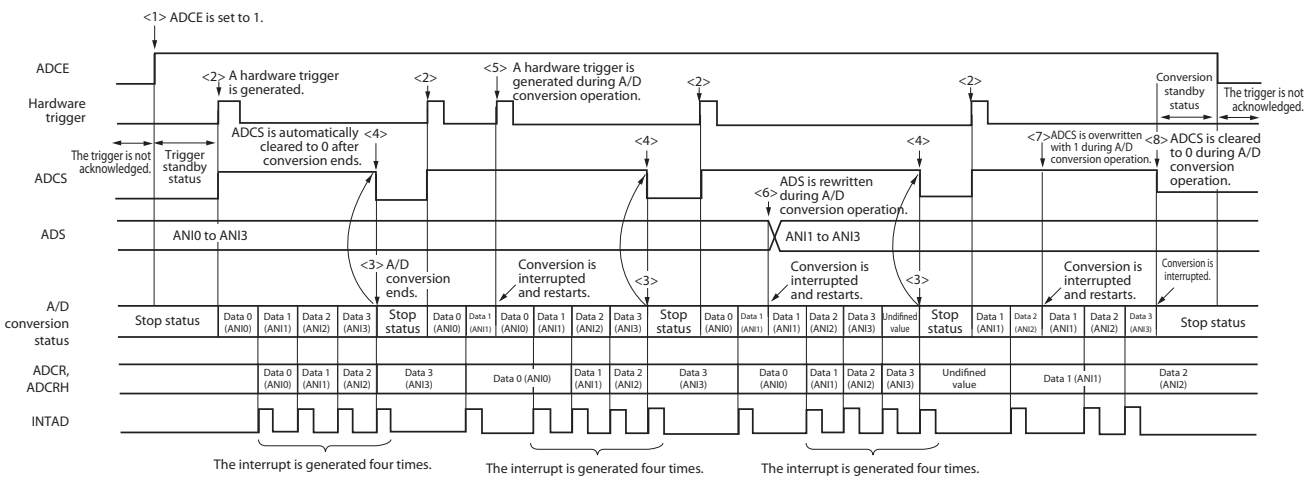 <1> ADCE is set to 1.
ADCE
<2> A hardware trigger
is generated.
<2>
<5> A hardware trigger is
generated during A/D
conversion operation.
<2>
<2>
Conversion
standby
status
The trigger is not
acknowledged.
Hardware
trigger
The trigger is not
acknowledged.
Trigger
standby
status
ADCS is automatically
cleared to 0 after
conversion ends.
<4>
<4>
<4>
<7> ADCS is overwritten
with 1 during A/D
conversion operation.
<8> ADCS is cleared
to 0 during A/D
conversion
operation.
ADCS
<6> ADS is rewritten
during A/D
conversion operation.
ADS
ANI0 to ANI3
ANI1 to ANI3
<3> A/D
conversion
ends.
Conversion is
interrupted
and restarts.
<3>
Conversion is
interrupted
and restarts.
<3>
Conversion is
interrupted
and restarts.
Conversion is
interrupted.
A/D
conversion
status
Stop status
Data 0 (ANI0)
Data 1 (ANI1)
Data 2 (ANI2)
Data 3 (ANI3)
Stop status
Data 0 (ANI0)
Data 1 (ANI1)
Data 0 (ANI0)
Data 1 (ANI1)
Data 2 (ANI2)
Data 3 (ANI3)
Stop status
Data 0 (ANI0)
Data 1 (ANI1)
Data 1 (ANI1)
Data 2 (ANI2)
Data 3 (ANI3)
Undifined value
Stop status
Data 1 (ANI1)
Data 2 (ANI2)
Data 1 (ANI1)
Data 2 (ANI2)
Data 3 (ANI3)
Stop status
ADCR,
ADCRH
Data 0 (ANI0)
Data 1 (ANI1)
Data 2 (ANI2)
Data 3 (ANI3)
Data 0 (ANI0)
Data 1 (ANI1)
Data 2 (ANI2)
Data 3 (ANI3)
Data 0 (ANI0)
Data 1 (ANI1)
Data 2 (ANI2)
Data 3 (ANI3)
Undifined value
Data 1 (ANI1)
Data 2 (ANI2)
INTAD
The interrupt is generated four times.
The interrupt is generated four times.
The interrupt is generated four times.